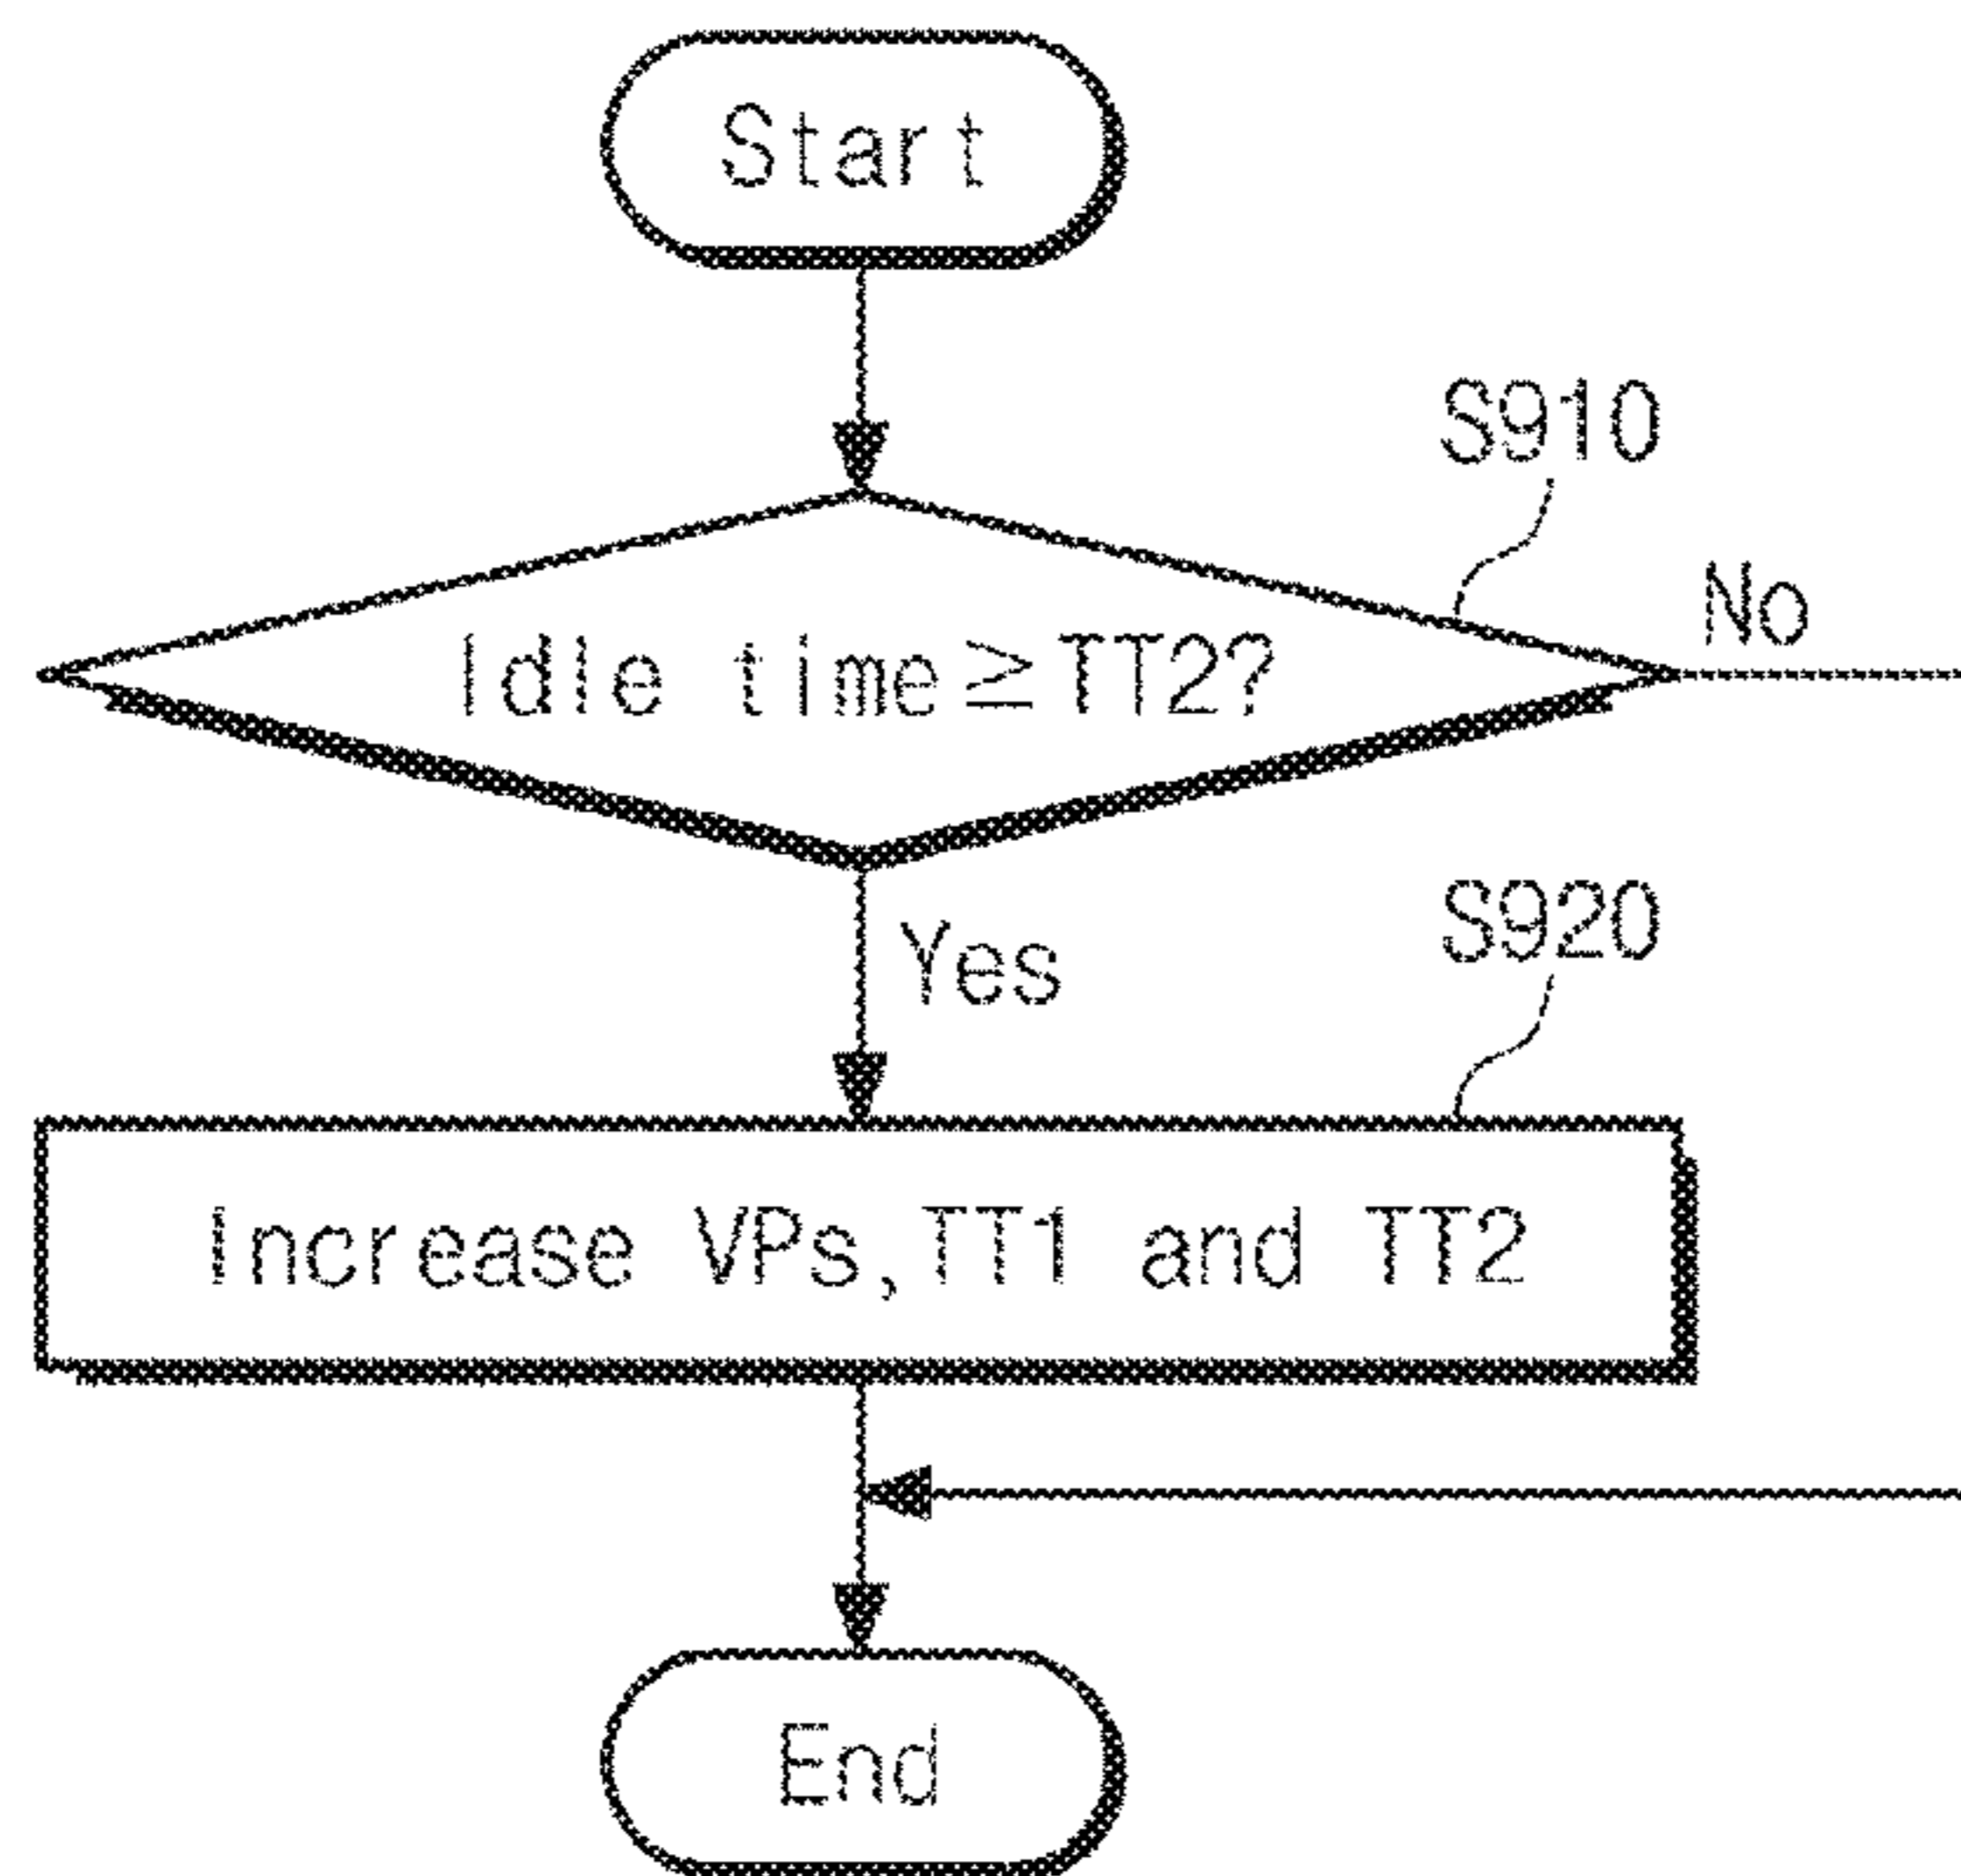 Start
S910
Idle time≥TT2?
No
Yes
S920
Increase VPs,TT1 and TT2
End